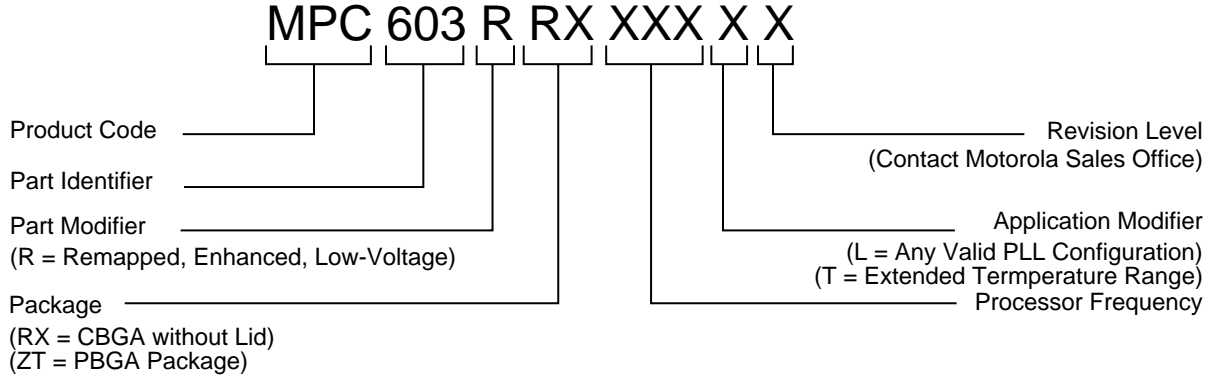 MPC 603 R RX XXX X X
Product Code
Part Identifier
Part Modifier
(R = Remapped, Enhanced, Low-Voltage)
Package
(RX = CBGA without Lid)
(ZT = PBGA Package)
Revision Level
(Contact Motorola Sales Office)
Application Modifier
(L = Any Valid PLL Configuration)
(T = Extended Termperature Range)
Processor Frequency